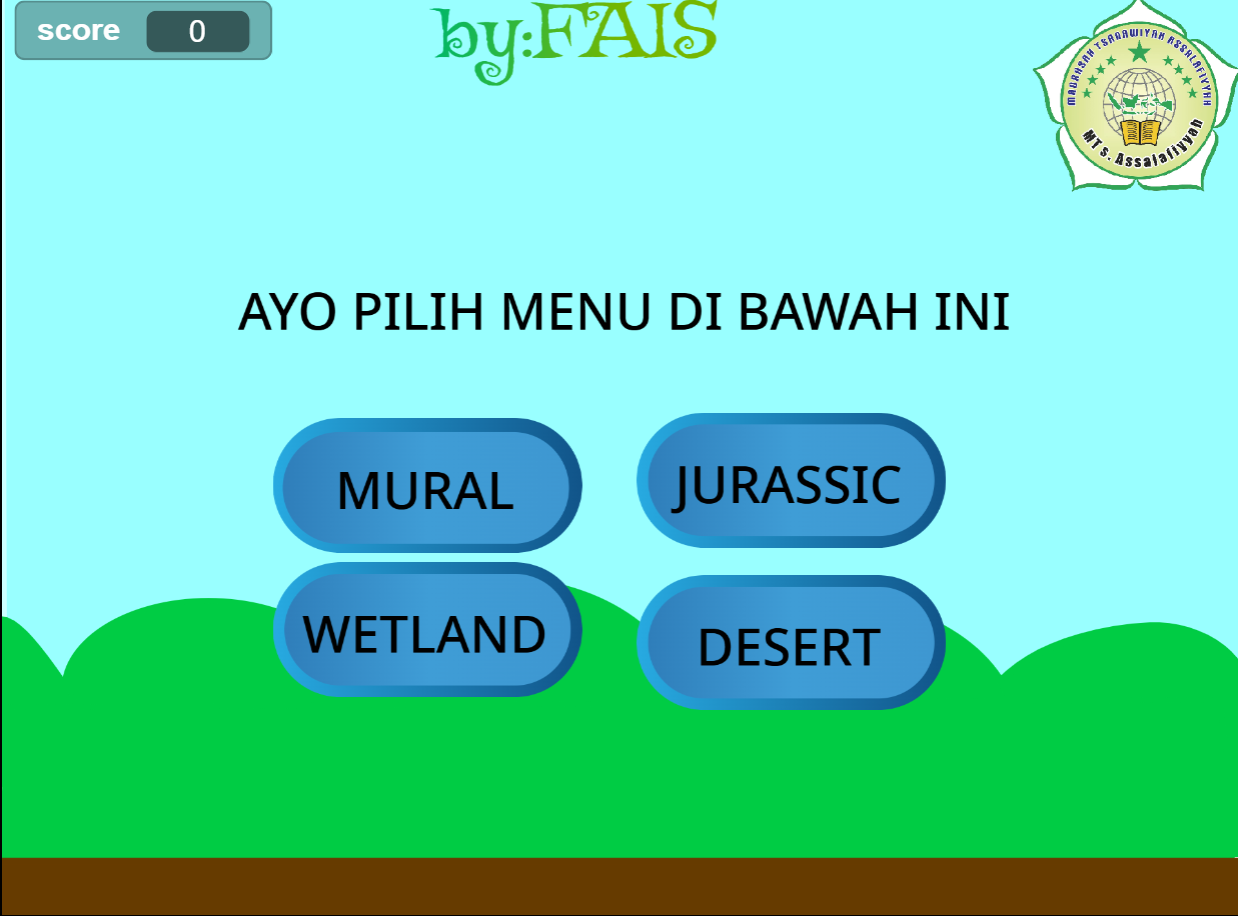 score 0
by:FAIS
MADRASAH TSANAWIYAH ASSALAFIYYAH
MTs. Assalafiyyah
AYO PILIH MENU DI BAWAH INI
MURAL
JURASSIC
WETLAND
DESERT